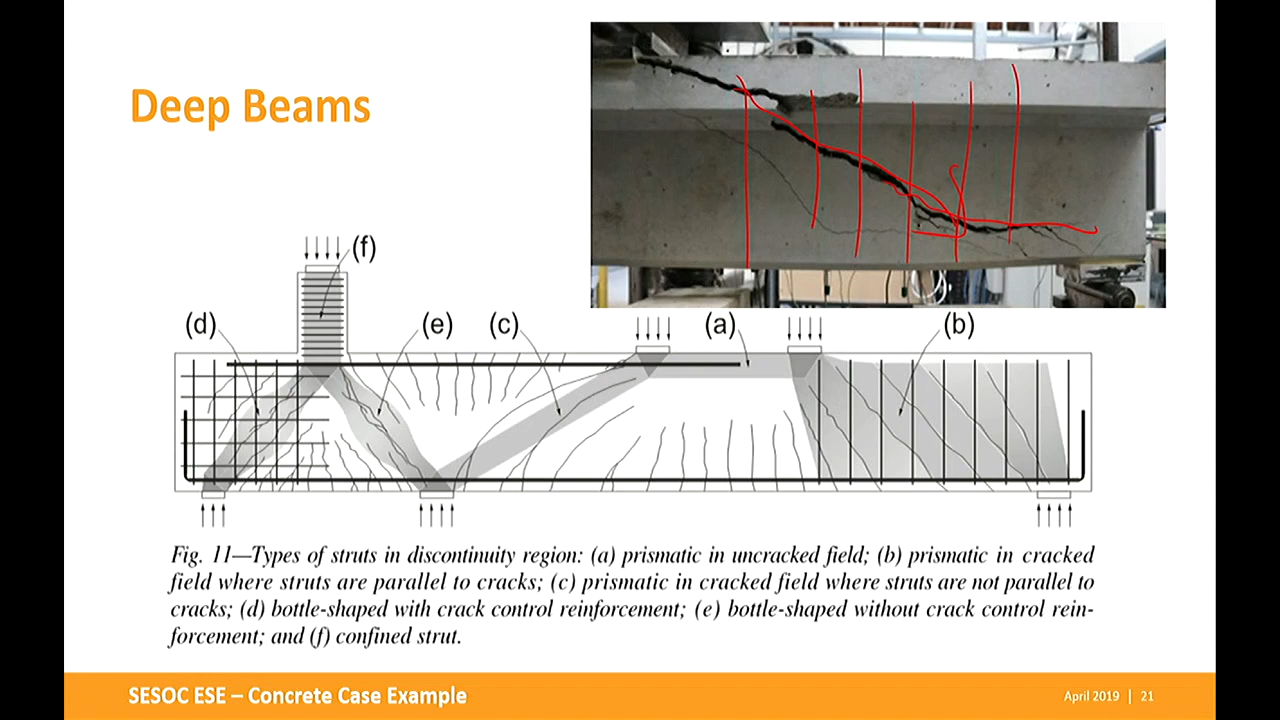 Deep Beams
(f)
(d)
(e)
(c)
(a)
(b)
Fig. 11—Types of struts in discontinuity region: (a) prismatic in uncracked field; (b) prismatic in cracked
field where struts are parallel to cracks; (c) prismatic in cracked field where struts are not parallel to
cracks; (d) bottle-shaped with crack control reinforcement; (e) bottle-shaped without crack control rein-
forcement; and (f) confined strut.
SESOC ESE – Concrete Case Example
April 2019 | 21